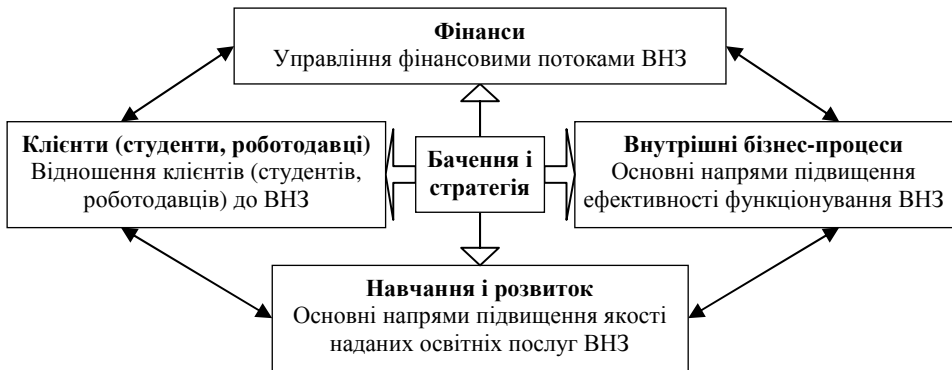 Фінанси
Управління фінансовими потоками ВНЗ
Клієнти (студенти, роботодавці)
Відношення клієнтів (студентів,
роботодавців) до ВНЗ
Бачення і
стратегія
Внутрішні бізнес-процеси
Основні напрями підвищення
ефективності функціонування ВНЗ
Навчання і розвиток
Основні напрями підвищення якості
наданих освітніх послуг ВНЗ